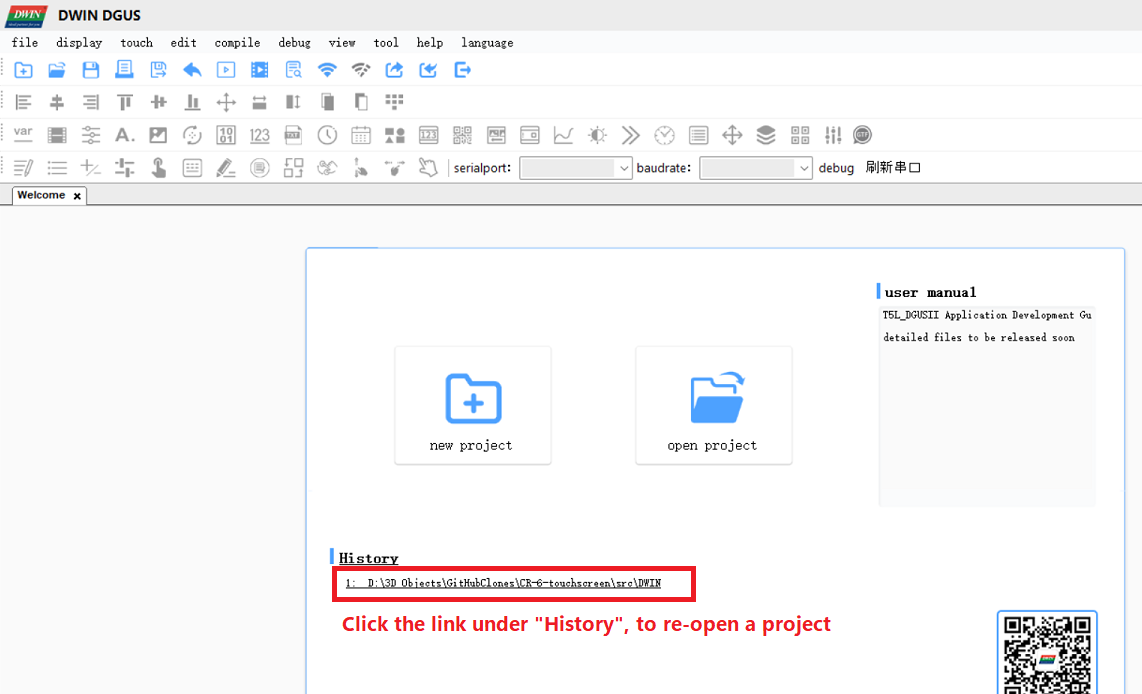 DWIN DGUS
file display touch edit compile debug view tool help language
var A. 123 TXT 123 GTF
serialport: baudrate: debug 刷新串口
Welcome
user manual
T5L_DGUSII Application Development Gu
detailed files to be released soon
new project open project
History
1: D:\3D Objects\GitHubClones\CR-6-touchscreen\src\DWIN
Click the link under "History", to re-open a project